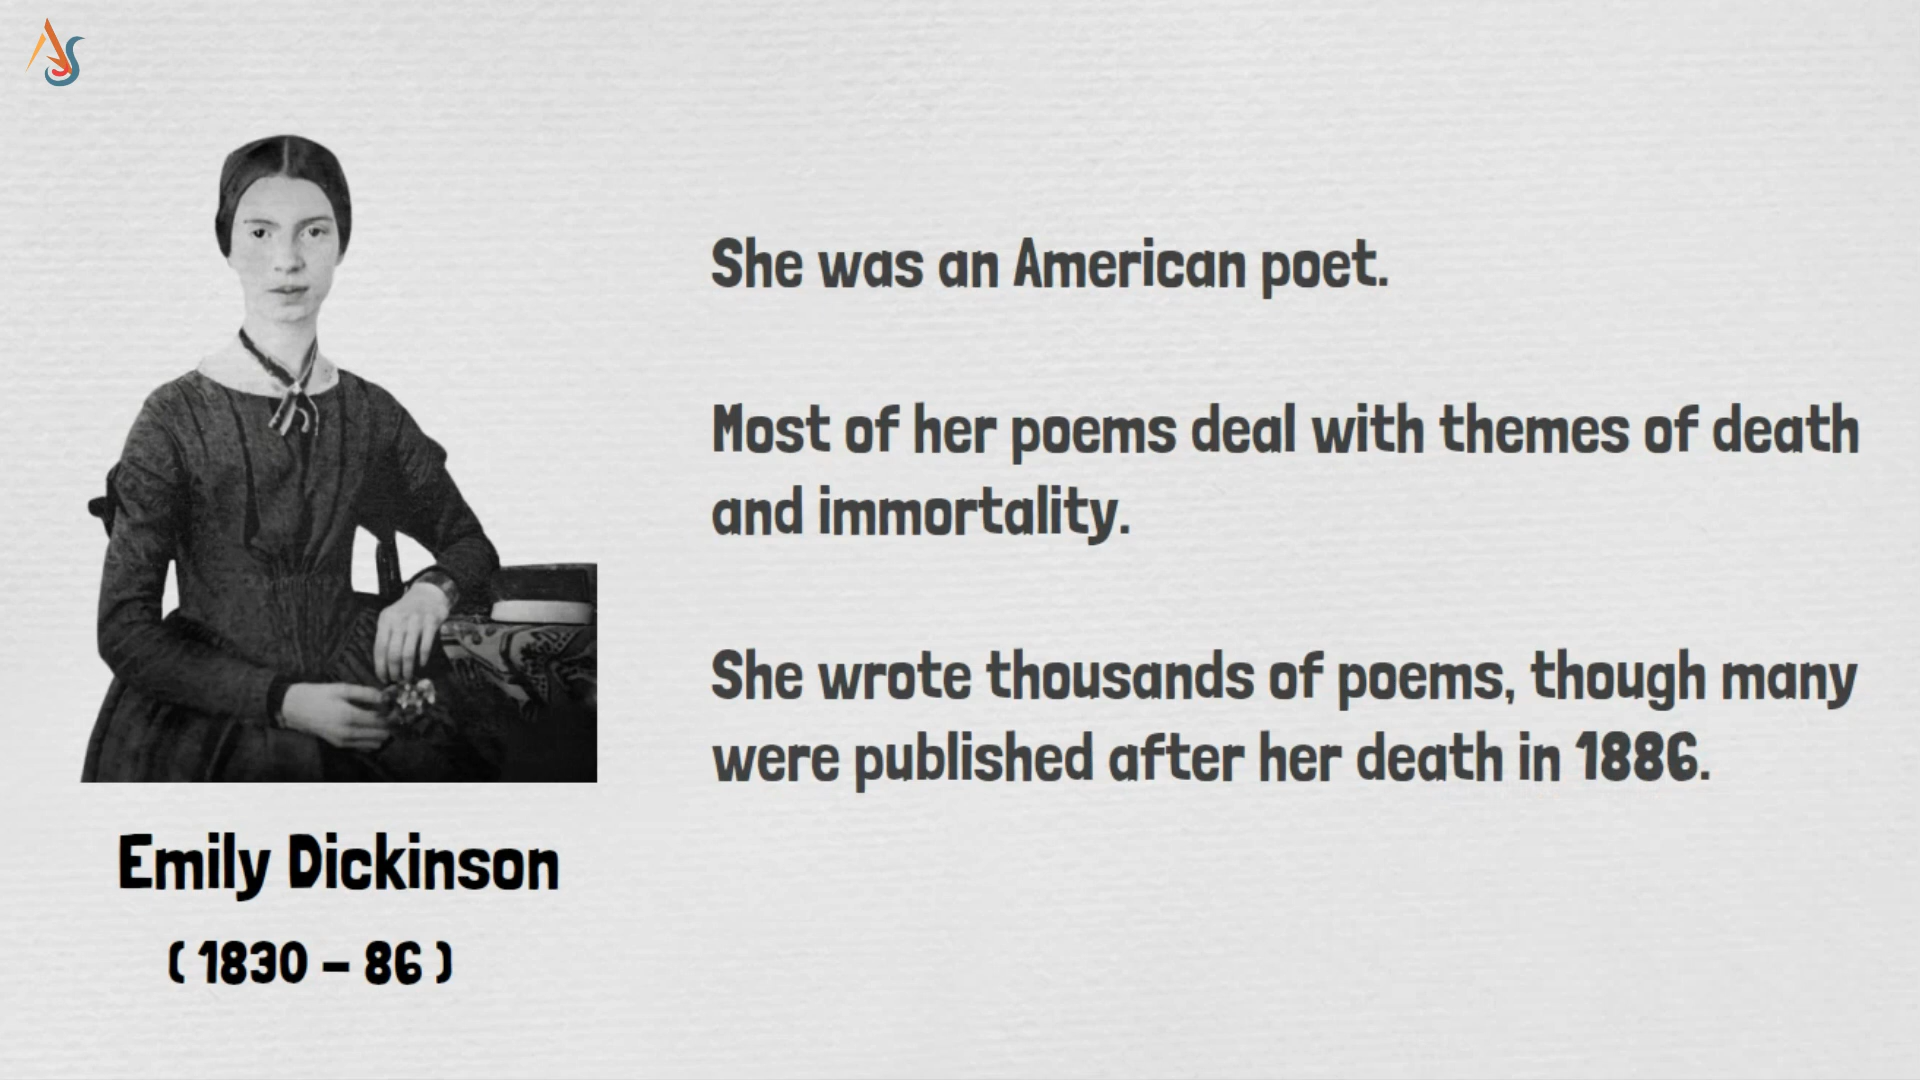 She was an American poet.
Most of her poems deal with themes of death
and immortality.
She wrote thousands of poems, though many
were published after her death in 1886.
Emily Dickinson
( 1830 – 86 )